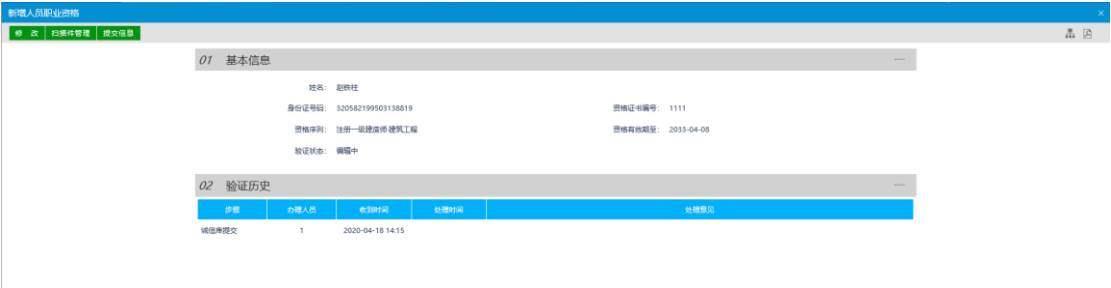 新增人员职业资格
修 改 扫描件管理 提交信息
01 基本信息
姓名： 赵铁柱
身份证号码： 320582199503138819 资格证书编号： 1111
资格序列： 注册一级建造师·建筑工程 资格有效期至： 2033-04-08
验证状态： 编辑中
02 验证历史
步骤 办理人员 收到时间 处理时间 处理意见
诚信库提交 1 2020-04-18 14:15